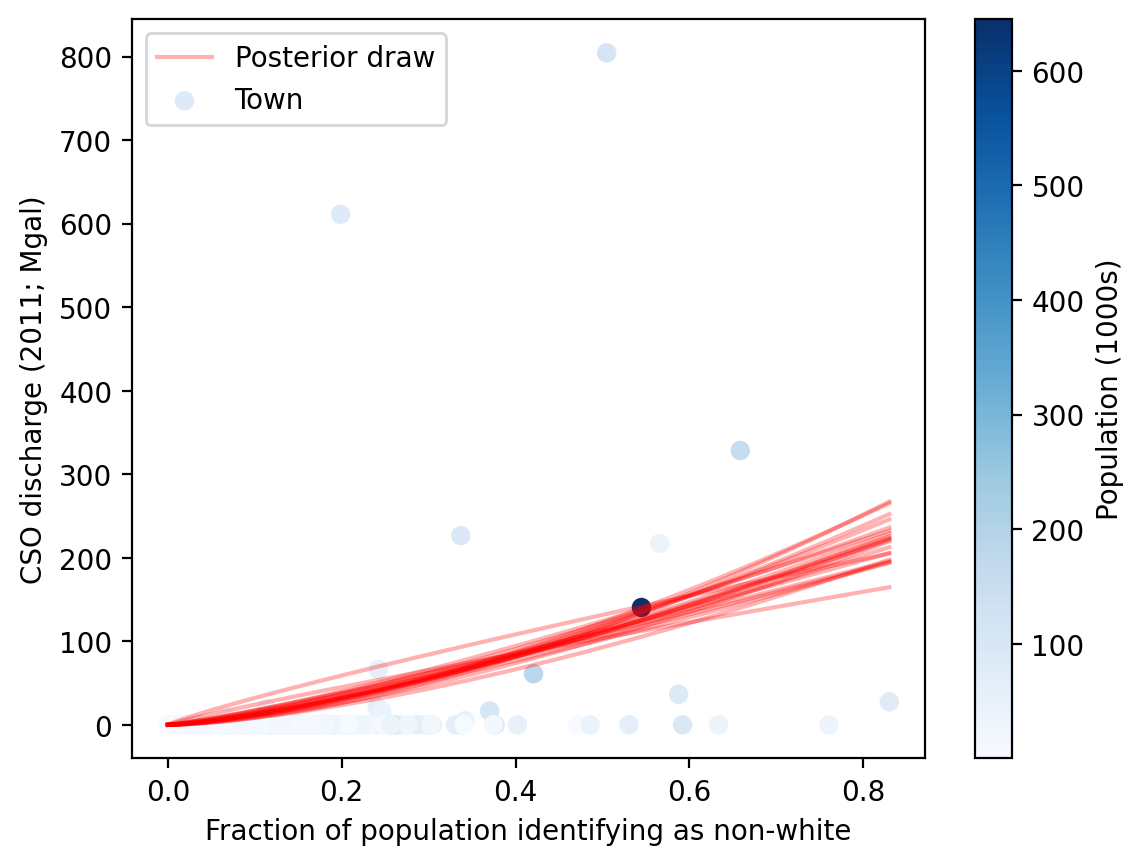 Posterior draw
Town
CSO discharge (2011; Mgal)
800
700
600
500
400
300
200
100
0
0.0 0.2 0.4 0.6 0.8
Fraction of population identifying as non-white
600
500
400
300
200
100
Population (1000s)